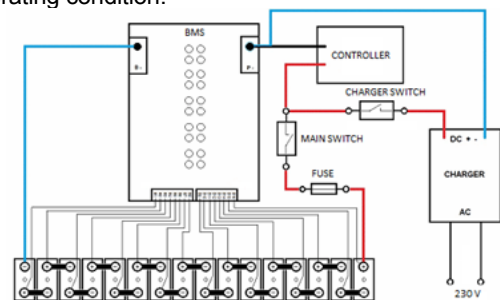 rating condition.
BMS
B -
P -
CONTROLLER
CHARGER SWITCH
MAIN SWITCH
FUSE
DC + -
CHARGER
AC
230 V